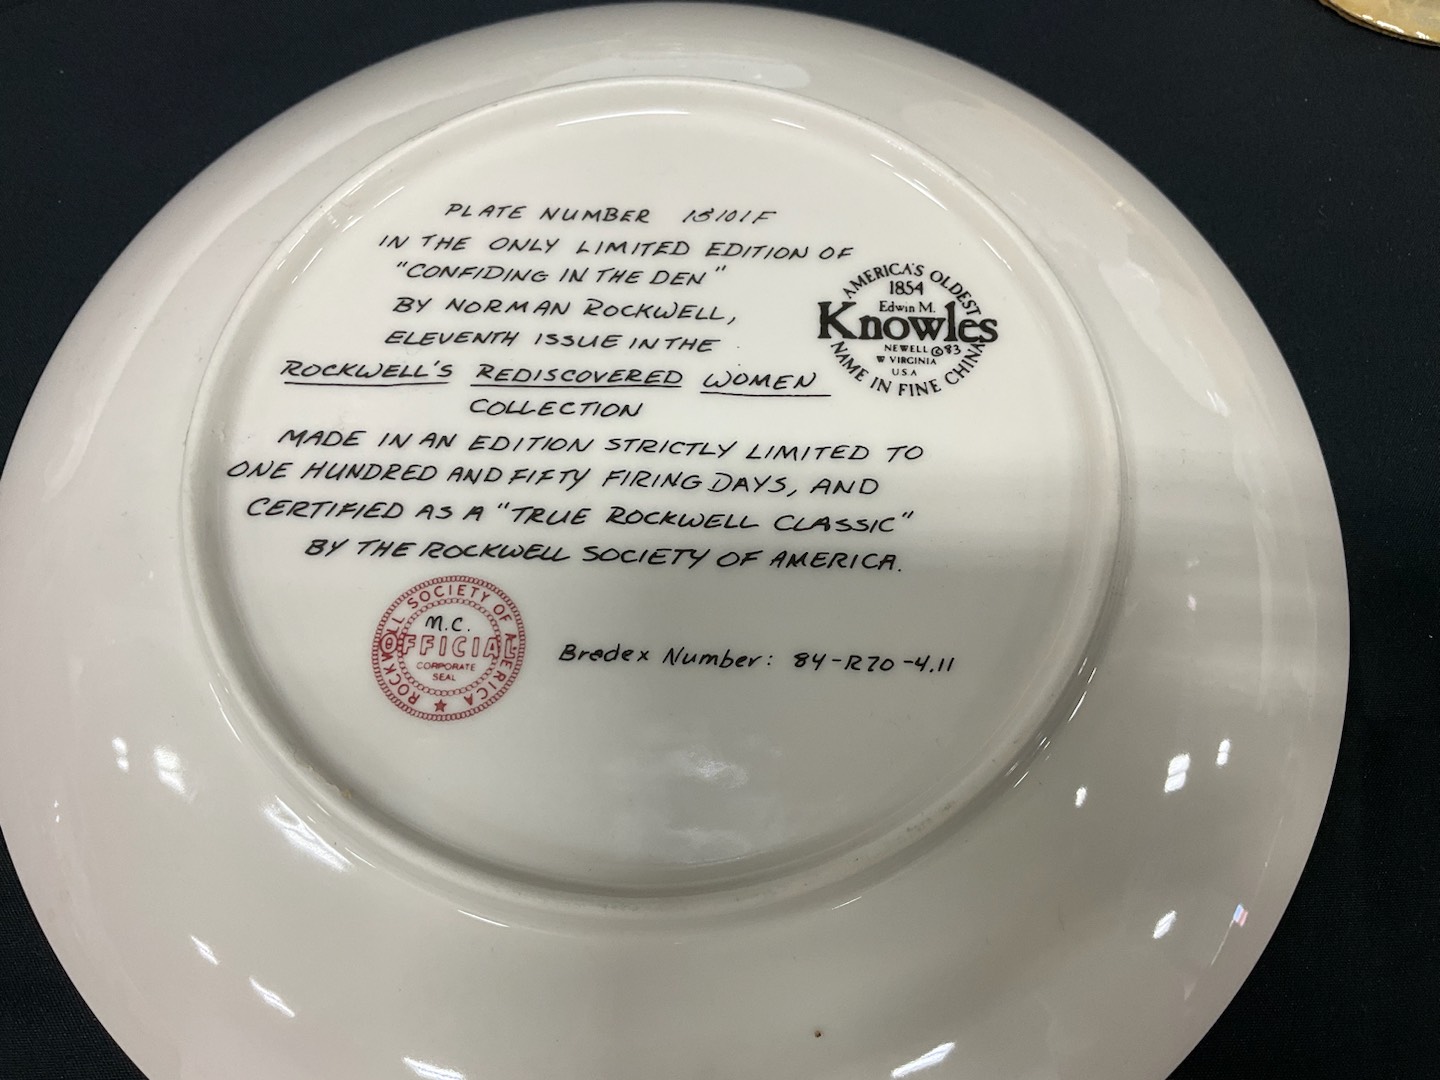 PLATE NUMBER 15101F
IN THE ONLY LIMITED EDITION OF
"CONFIDING IN THE DEN"
BY NORMAN ROCKWELL,
ELEVENTH ISSUE IN THE
ROCKWELL'S REDISCOVERED WOMEN
COLLECTION
MADE IN AN EDITION STRICTLY LIMITED TO
ONE HUNDRED AND FIFTY FIRING DAYS, AND
CERTIFIED AS A "TRUE ROCKWELL CLASSIC"
BY THE ROCKWELL SOCIETY OF AMERICA.
AMERICA'S OLDEST
1854
Edwin M.
Knowles
NEWELL © 83
W VIRGINIA
U.S.A
NAME IN FINE CHINA
ROCKWELL SOCIETY OF AMERICA
M.C.
OFFICIAL
CORPORATE
SEAL
Bredex Number: 84-R70-4.11